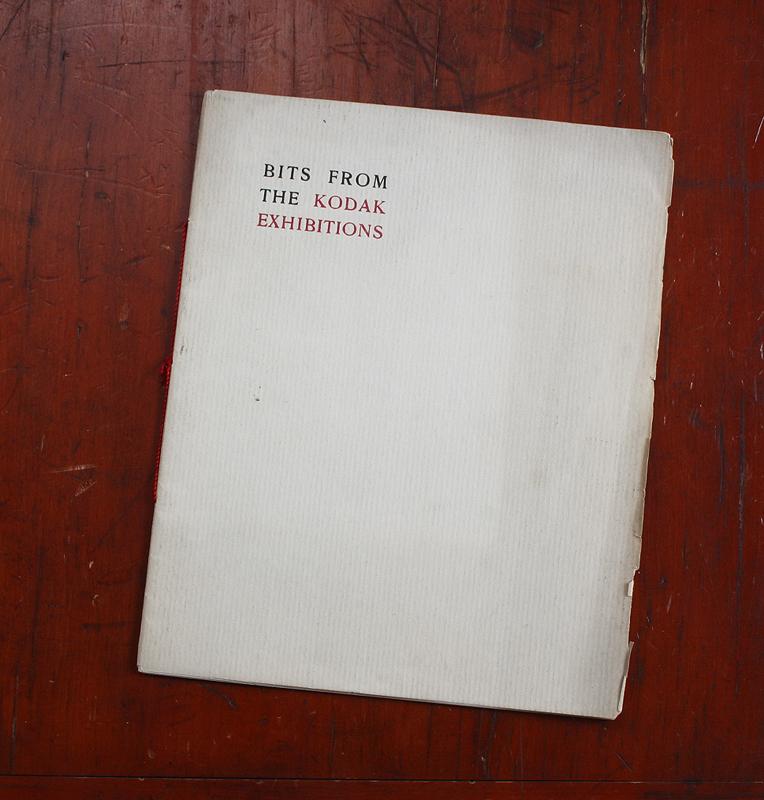 BITS FROM
THE KODAK
EXHIBITIONS